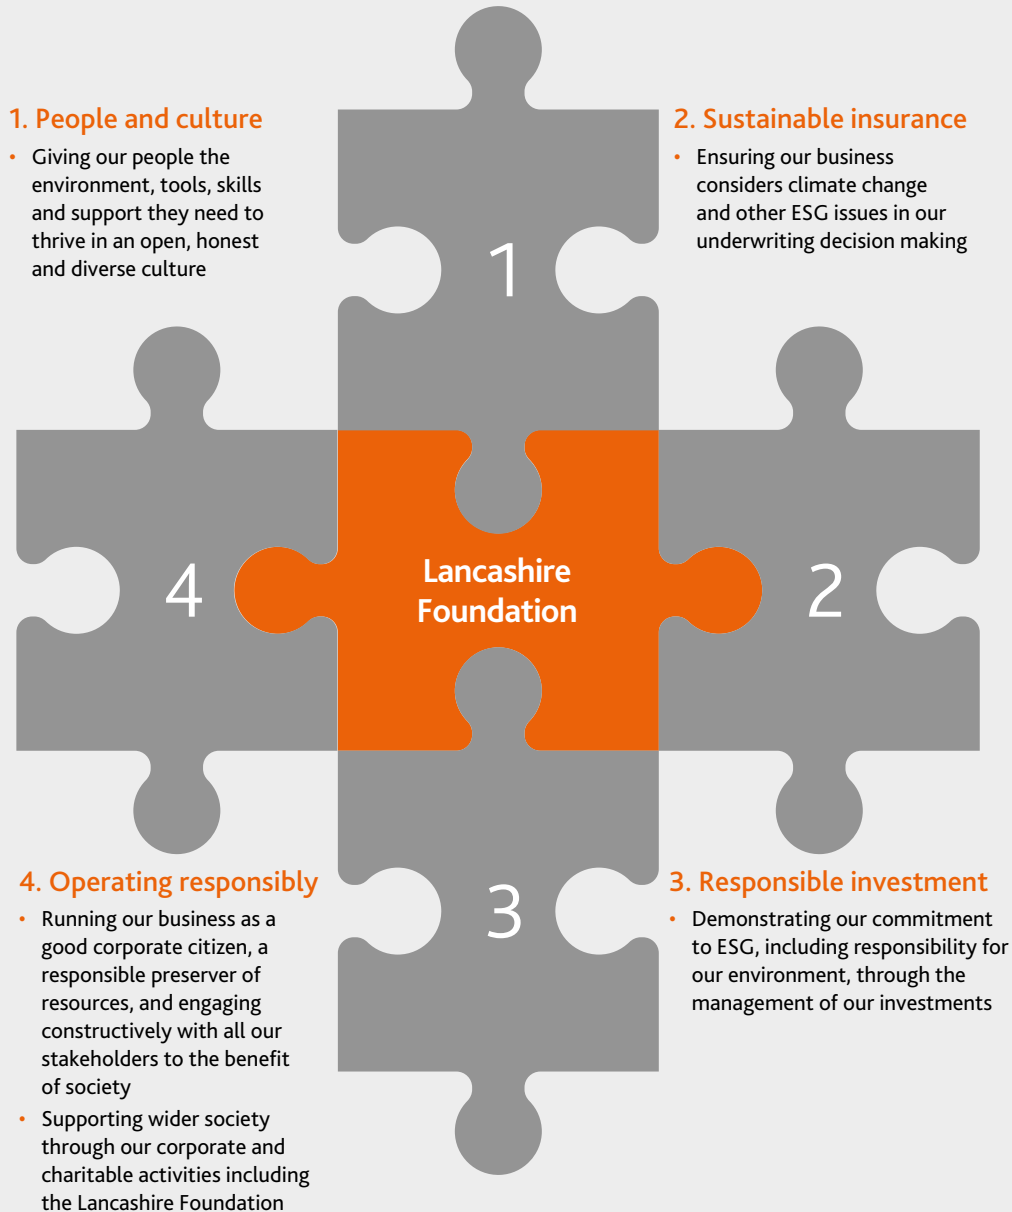 1. People and culture
• Giving our people the
environment, tools, skills
and support they need to
thrive in an open, honest
and diverse culture
2. Sustainable insurance
• Ensuring our business
considers climate change
and other ESG issues in our
underwriting decision making
1
4
Lancashire
Foundation
2
3
4. Operating responsibly
• Running our business as a
good corporate citizen, a
responsible preserver of
resources, and engaging
constructively with all our
stakeholders to the benefit
of society
• Supporting wider society
through our corporate and
charitable activities including
the Lancashire Foundation
3. Responsible investment
• Demonstrating our commitment
to ESG, including responsibility for
our environment, through the
management of our investments